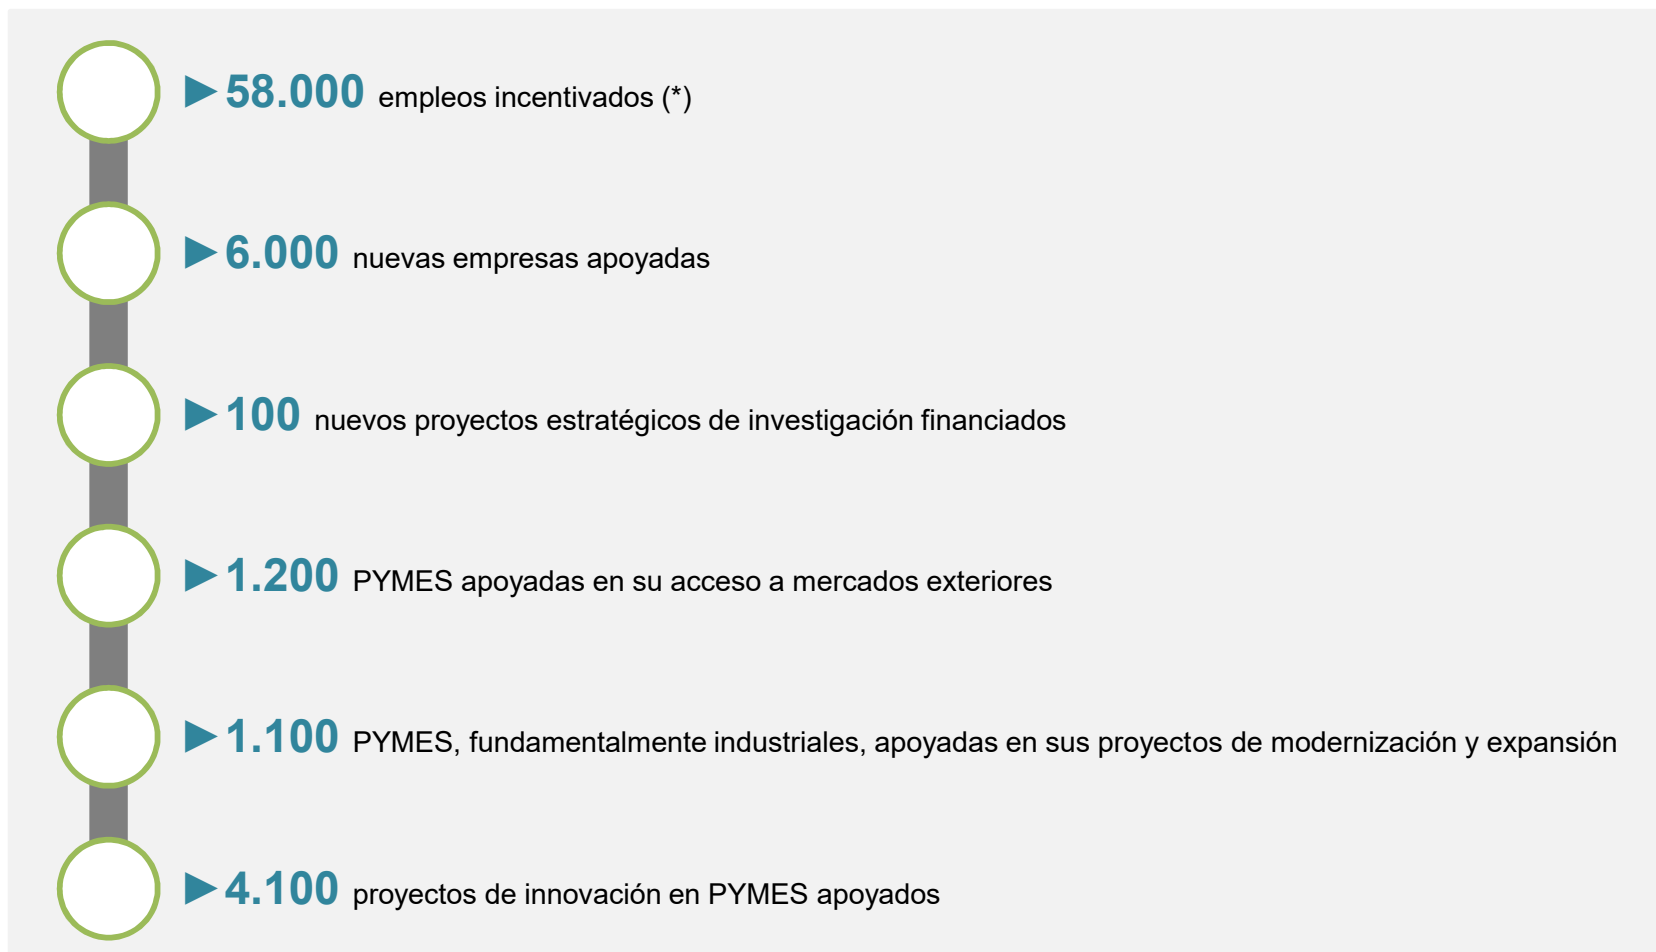 ►58.000 empleos incentivados (*)
►6.000 nuevas empresas apoyadas
►100 nuevos proyectos estratégicos de investigación financiados
►1.200 PYMES apoyadas en su acceso a mercados exteriores
►1.100 PYMES, fundamentalmente industriales, apoyadas en sus proyectos de modernización y expansión
►4.100 proyectos de innovación en PYMES apoyados